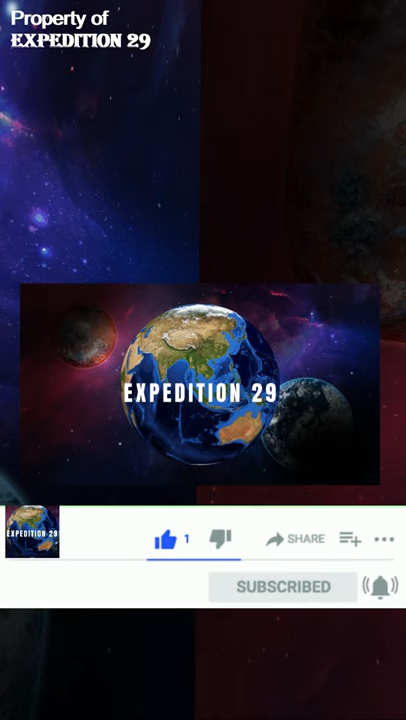 Property of
EXPEDITION 29
EXPEDITION 29
EXPEDITION 29
1
SHARE
SUBSCRIBED